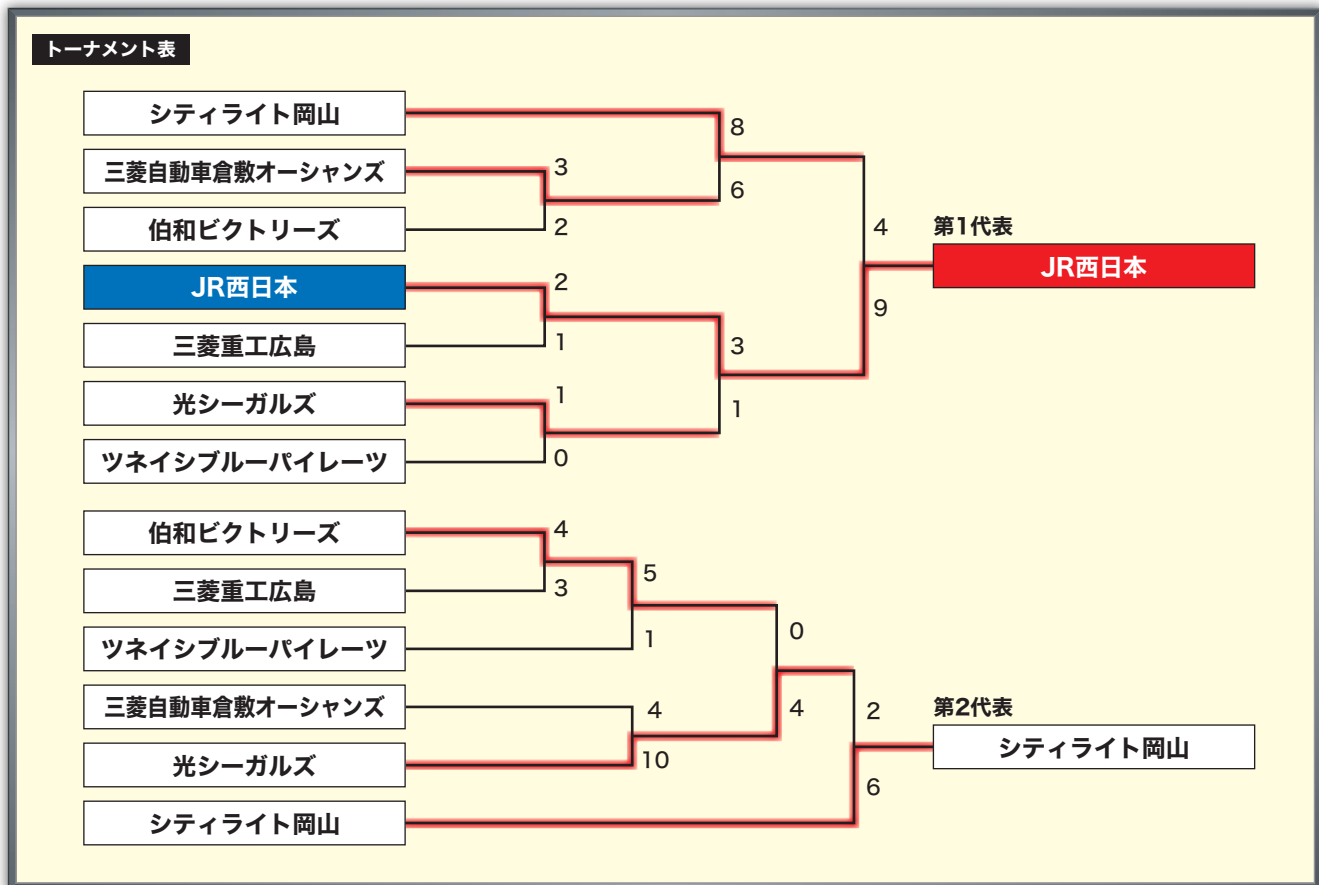 トーナメント表
シティライト岡山
8
三菱自動車倉敷オーシャンズ
3
6
伯和ビクトリーズ
2
4
第1代表
JR西日本
JR西日本
2
9
三菱重工広島
1
3
光シーガルズ
1
1
ツネイシブルーパイレーツ
0
伯和ビクトリーズ
4
5
三菱重工広島
3
0
ツネイシブルーパイレーツ
1
三菱自動車倉敷オーシャンズ
4
4
2
第2代表
シティライト岡山
光シーガルズ
10
6
シティライト岡山